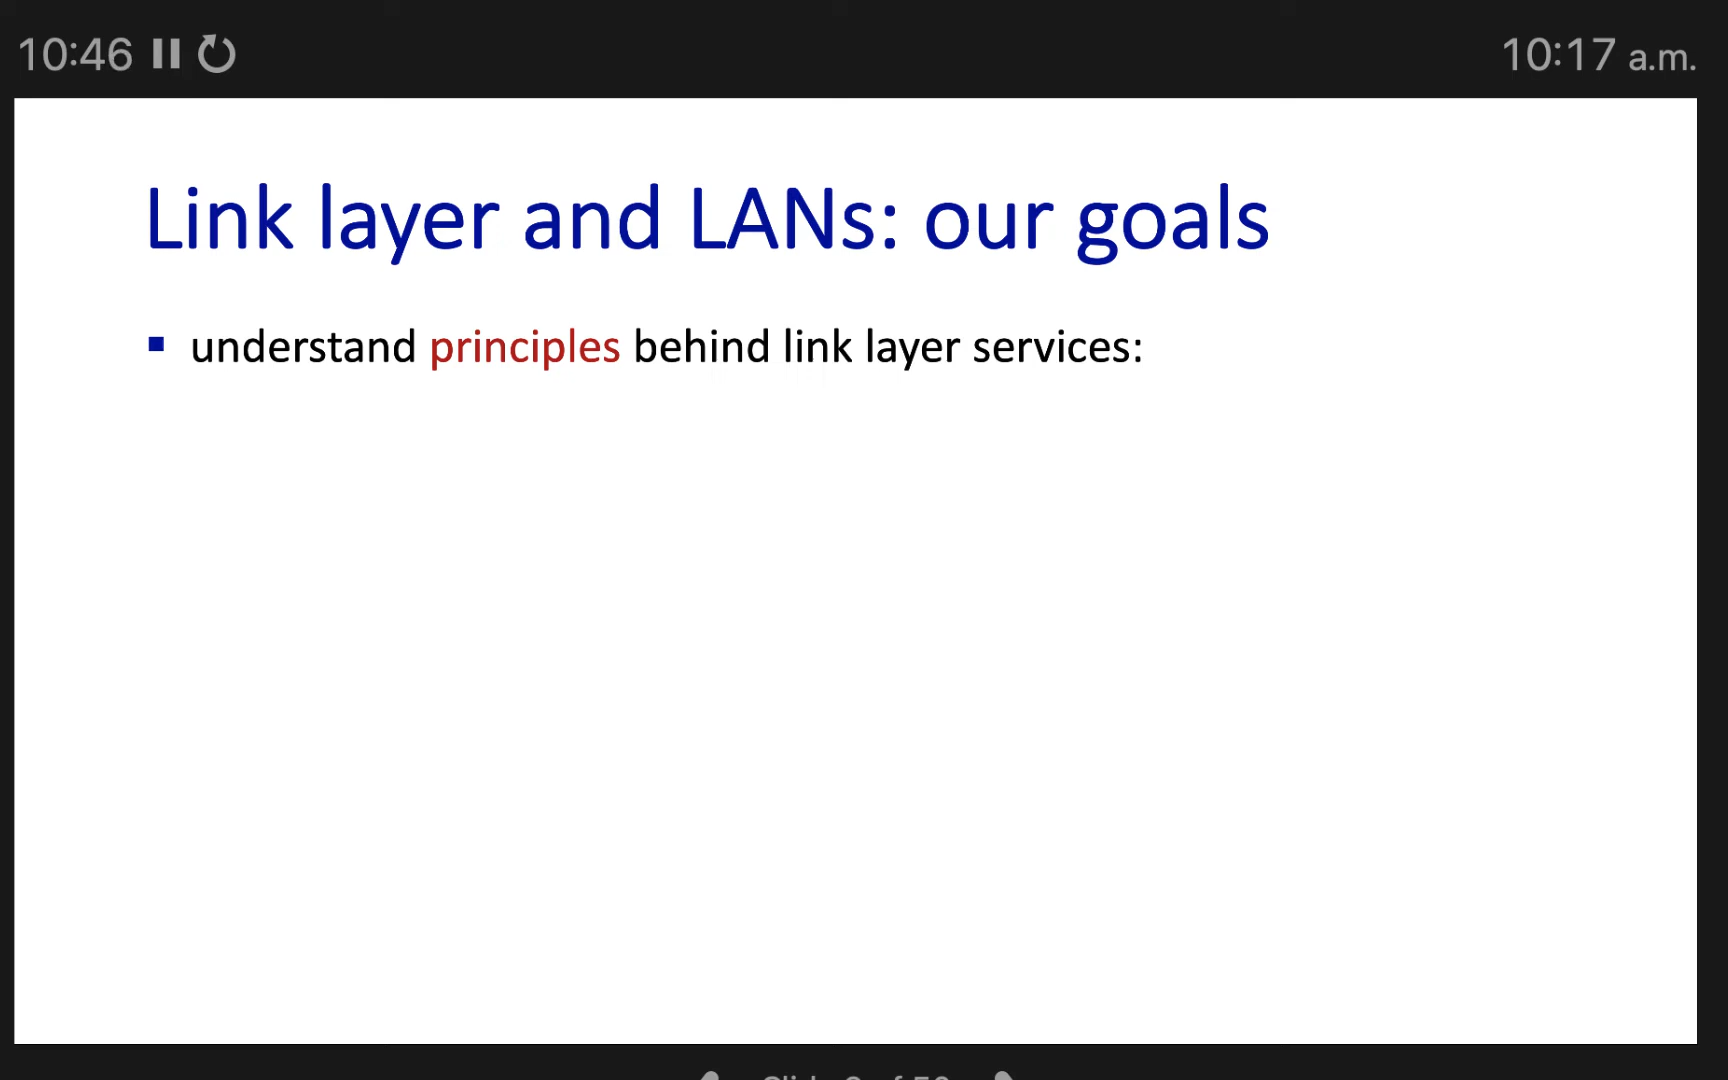 10:46
10:17 a.m.
Link layer and LANs: our goals
▪ understand principles behind link layer services: